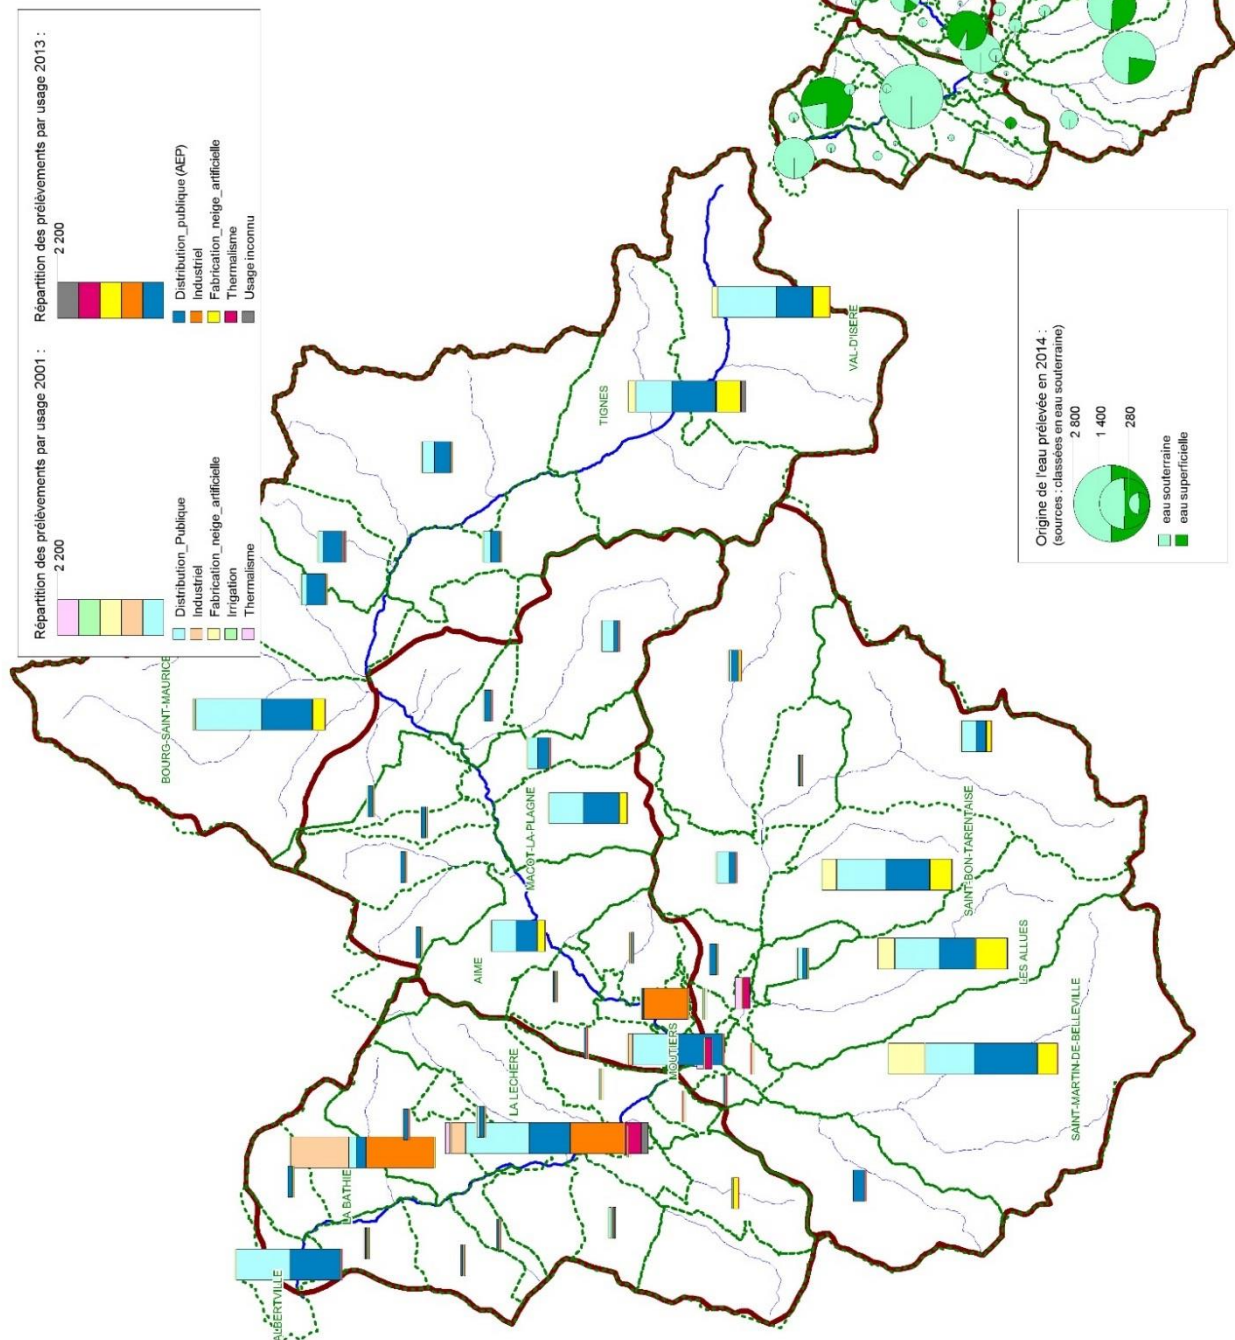 Répartition des prélèvements par usage 2001 :
2 200
Distribution_Publique
Industriel
Fabrication_neige_artificielle
Irrigation
Thermalisme
Répartition des prélèvements par usage 2013 :
2 200
Distribution_publique (AEP)
Industriel
Fabrication_neige_artificielle
Thermalisme
Usage inconnu
ALBERTVILLE
LA BATHIE
LA LECHERE
AIME
MOUTIERS
MACOT-LA-PLAGNE
BOURG-SAINT-MAURICE
TIGNES
VAL-D'ISERE
SAINT-BON-TARENTAISE
LES ALLUES
SAINT-MARTIN-DE-BELLEVILLE
Origine de l'eau prélevée en 2014 :
(sources : classées en eau souterraine)
2 800
1 400
280
eau souterraine
eau superficielle